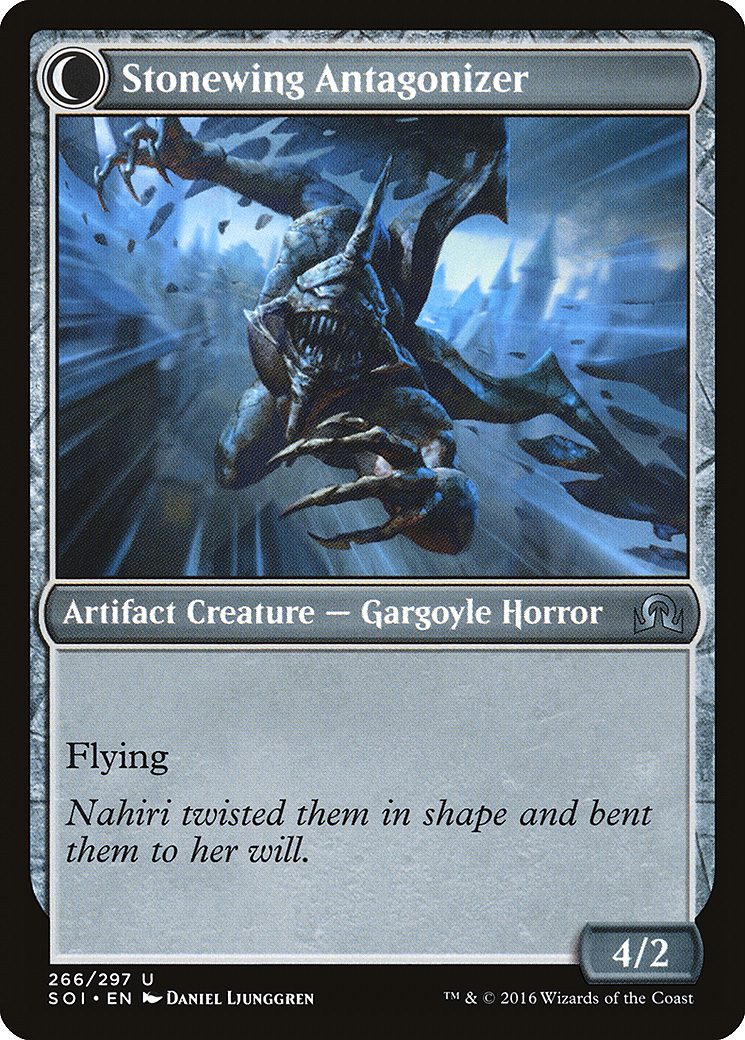 Stonewing Antagonizer
Artifact Creature — Gargoyle Horror
Flying
Nahiri twisted them in shape and bent
them to her will.
4/2
266/297 U
SOI • EN Daniel Ljunggren
™ & © 2016 Wizards of the Coast